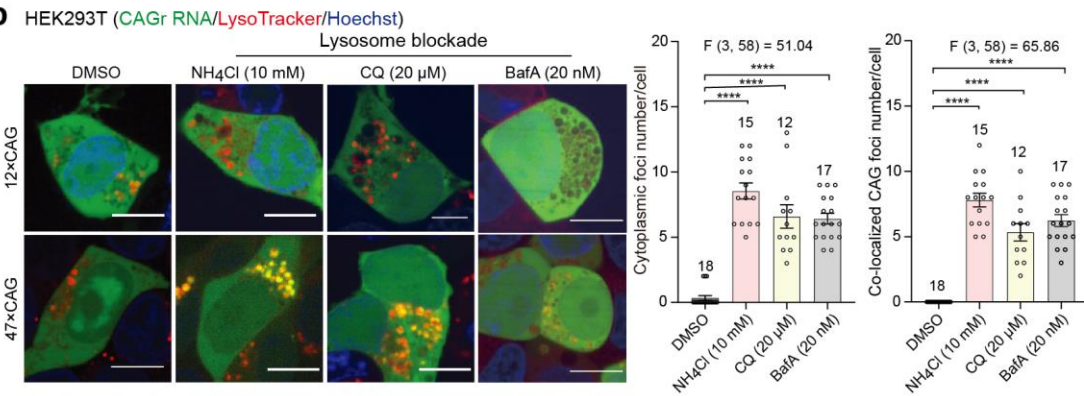 HEK293T (CAGr RNA/LysoTracker/Hoechst)
Lysosome blockade
DMSO
NH4Cl (10 mM)
CQ (20 µM)
BafA (20 nM)
12×CAG
47×CAG
Cytoplasmic foci number/cell
20
15
10
5
0
F (3, 58) = 51.04
****
****
****
18
15
12
17
DMSO
NH4Cl (10 mM)
CQ (20 µM)
BafA (20 nM)
Co-localized CAG foci number/cell
20
15
10
5
0
F (3, 58) = 65.86
****
****
****
18
15
12
17
DMSO
NH4Cl (10 mM)
CQ (20 µM)
BafA (20 nM)